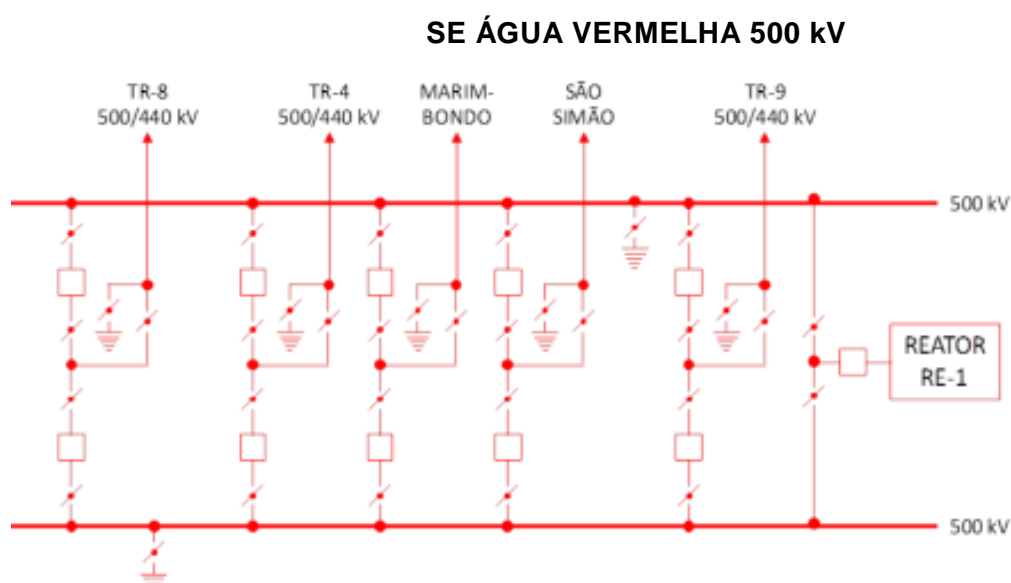 SE ÁGUA VERMELHA 500 kV
TR-8
500/440 kV
TR-4
500/440 kV
MARIM-
BONDO
SÃO
SIMÃO
TR-9
500/440 kV
500 kV
REATOR
RE-1
500 kV